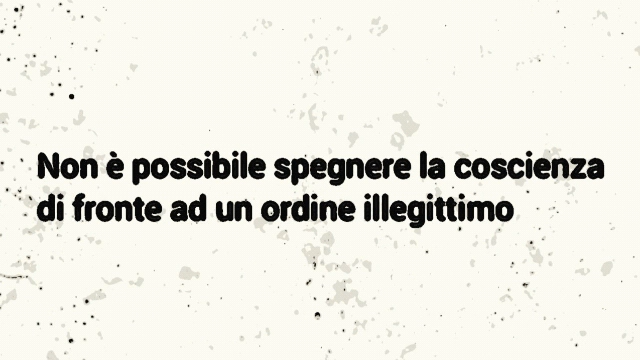 Non è possibile spegnere la coscienza
di fronte ad un ordine illegittimo